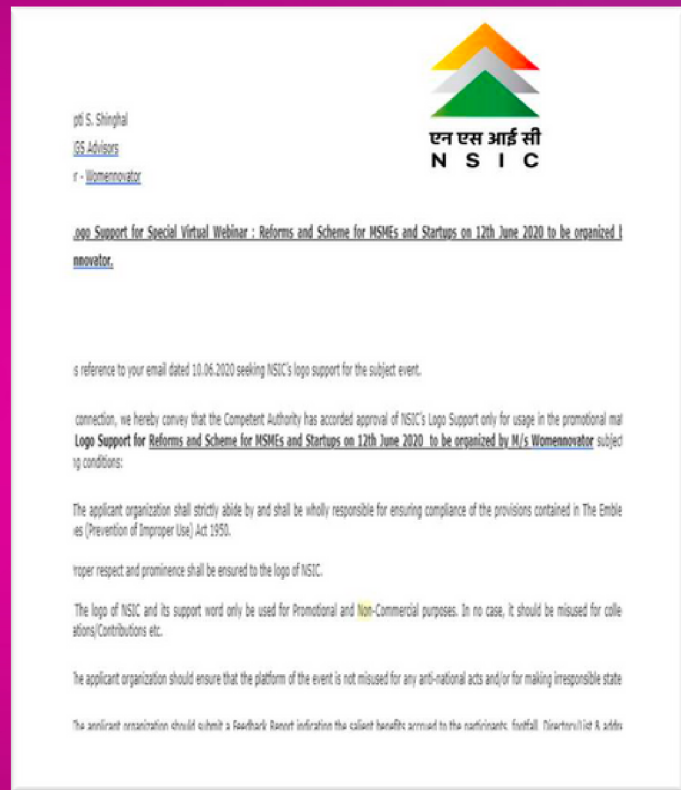 एन एस आई सी
N S I C
pti S. Shinghal
GS Advisors
r - Womennovator
ogo Support for Special Virtual Webinar : Reforms and Scheme for MSMEs and Startups on 12th June 2020 to be organized b
nnovator.
s reference to your email dated 10.06.2020 seeking NSIC's logo support for the subject event.
connection, we hereby convey that the Competent Authority has accorded approval of NSIC's Logo Support only for usage in the promotional mat
Logo Support for Reforms and Scheme for MSMEs and Startups on 12th June 2020 to be organized by M/s Womennovator subject
ng conditions:
The applicant organization shall strictly abide by and shall be wholly responsible for ensuring compliance of the provisions contained in The Emble
es (Prevention of Improper Use) Act 1950.
roper respect and prominence shall be ensured to the logo of NSIC.
The logo of NSIC and its support word only be used for Promotional and Non-Commercial purposes. In no case, it should be misused for colle
ations/Contributions etc.
The applicant organization should ensure that the platform of the event is not misused for any anti-national acts and/or for making irresponsible state
The applicant organization should submit a Feedback Report indicating the salient benefits accrued to the participants, footfall, Directory/List & addre